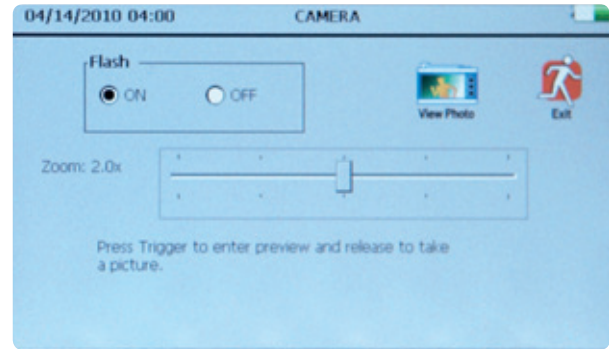 04/14/2010 04:00 CAMERA
Flash
ON OFF
View Photo
Exit
Zoom: 2.0x
Press Trigger to enter preview and release to take
a picture.